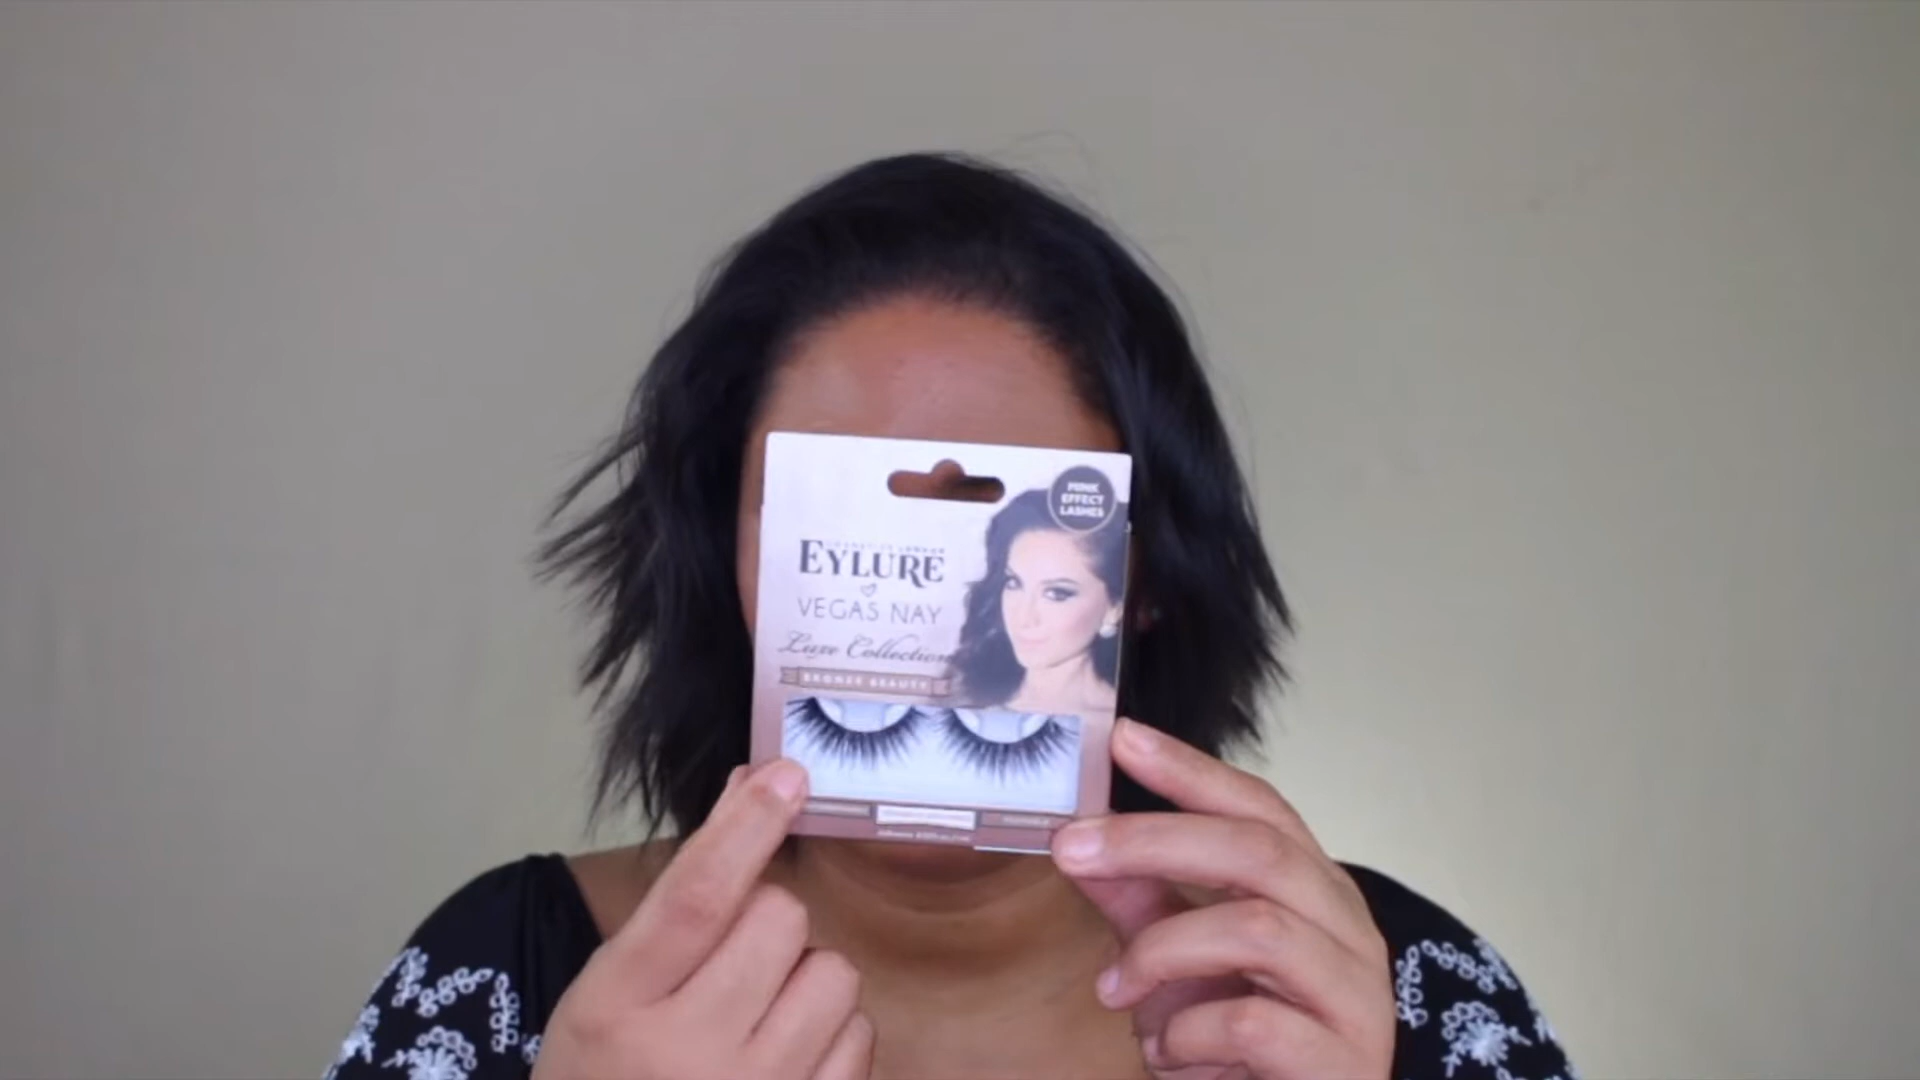 MINK
EFFECT
LASHES
EYLURE
VEGAS NAY
Luxe Collection
BRONZE BEAUTY